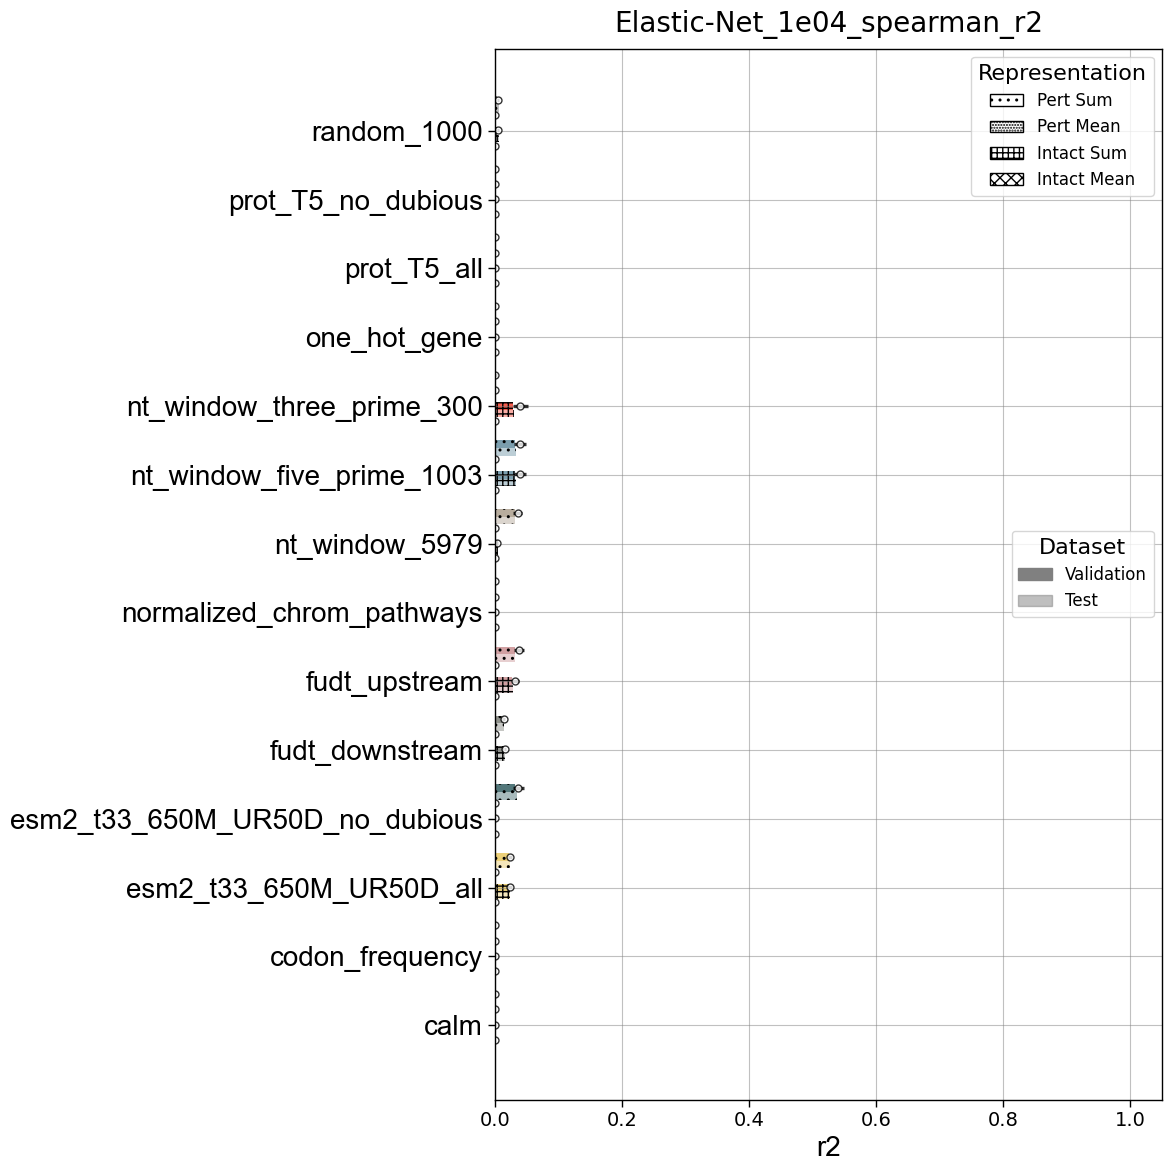 Elastic-Net_1e04_spearman_r2
Representation
Pert Sum
Pert Mean
Intact Sum
Intact Mean
random_1000
prot_T5_no_dubious
prot_T5_all
one_hot_gene
nt_window_three_prime_300
nt_window_five_prime_1003
nt_window_5979
Dataset
Validation
Test
normalized_chrom_pathways
fudt_upstream
fudt_downstream
esm2_t33_650M_UR50D_no_dubious
esm2_t33_650M_UR50D_all
codon_frequency
calm
0.0 0.2 0.4 0.6 0.8 1.0
r2